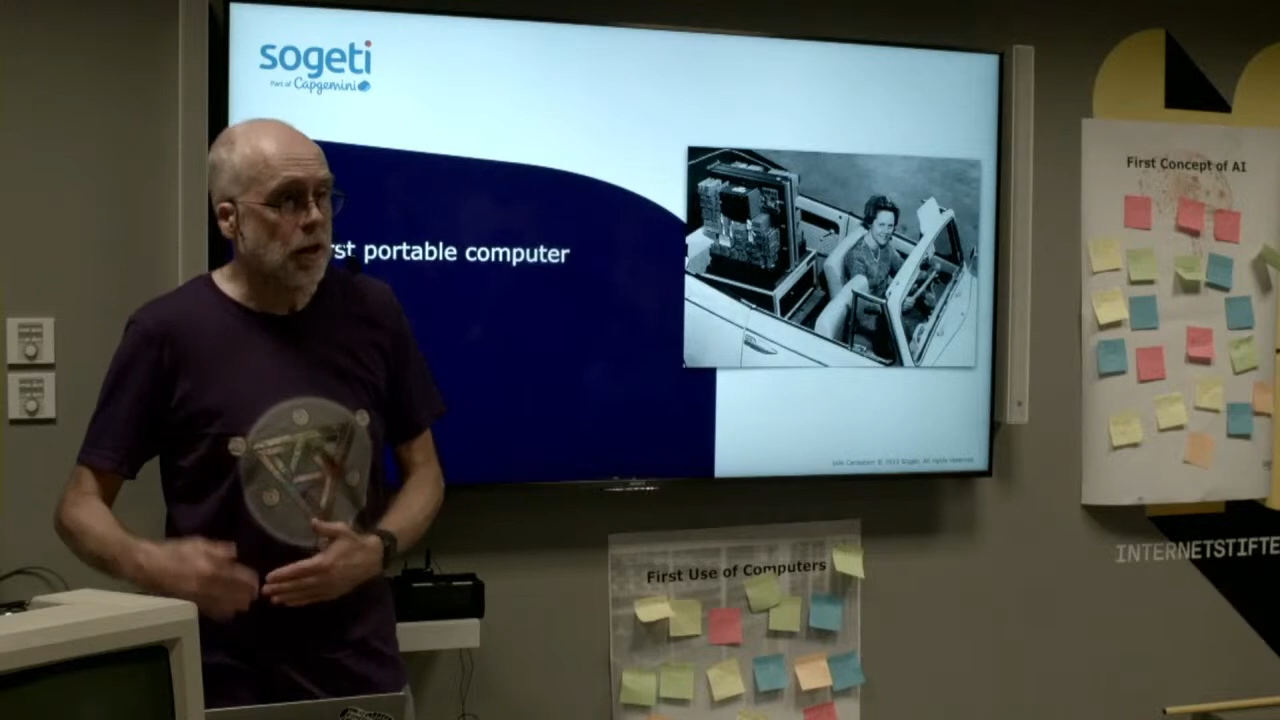 sogeti
Part of Capgemini
rst portable computer
First Concept of AI
First Use of Computers
INTERNETSTIFTE